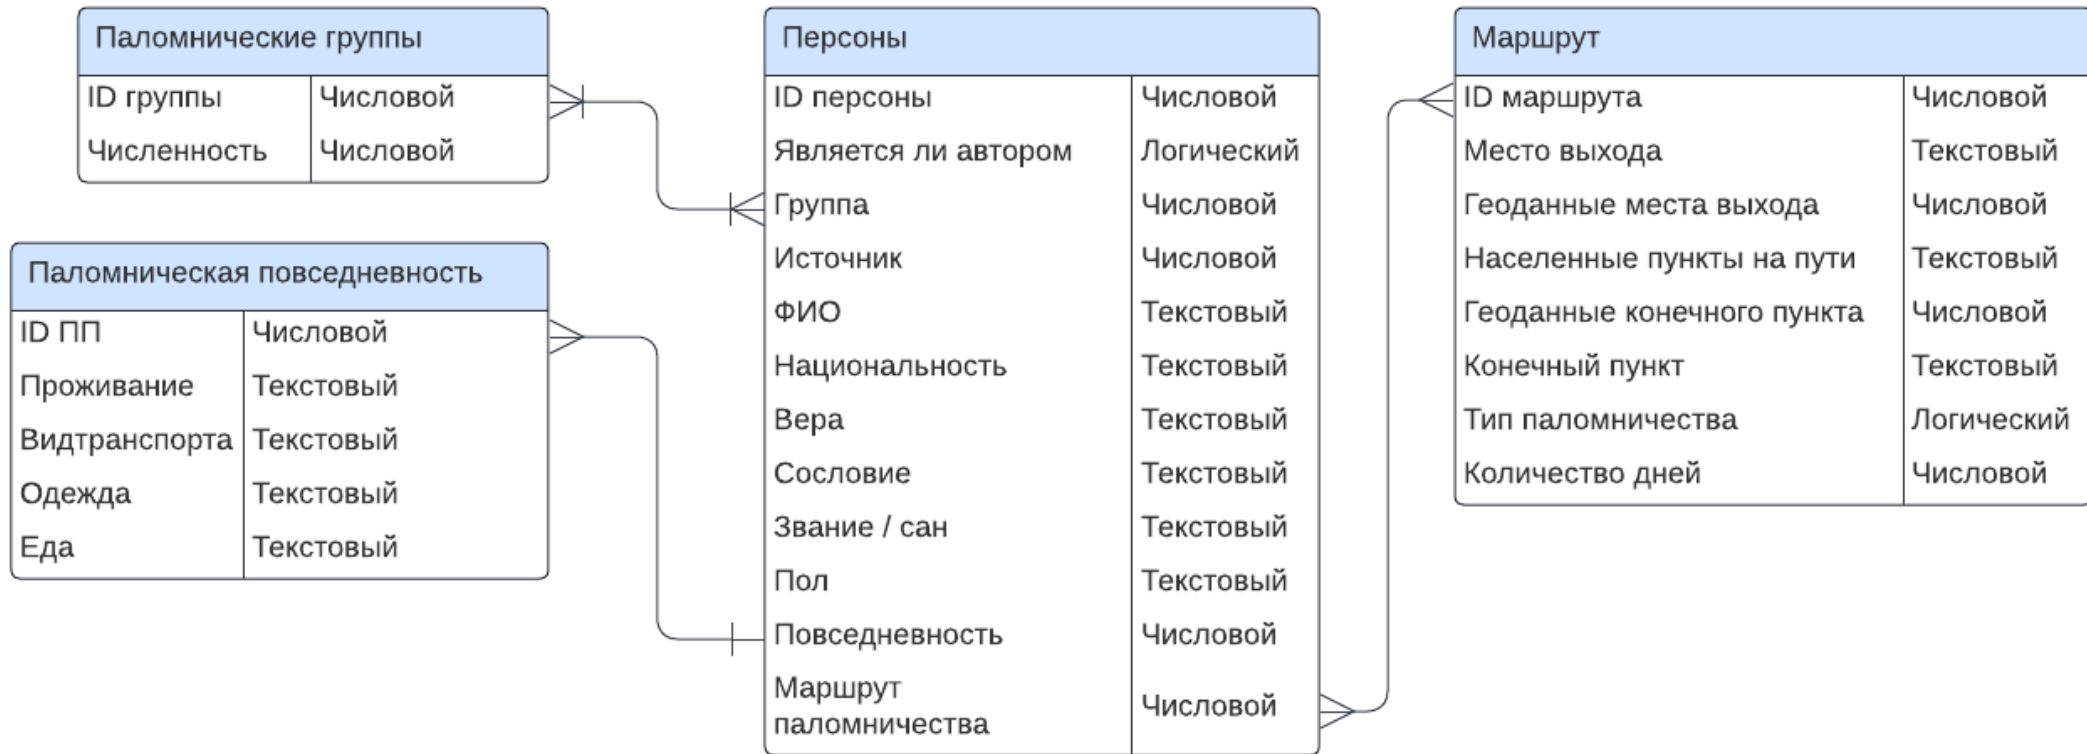 Паломнические группы
ID группы Числовой
Численность Числовой
Паломническая повседневность
ID ПП Числовой
Проживание Текстовый
Видтранспорта Текстовый
Одежда Текстовый
Еда Текстовый
Персоны
ID персоны Числовой
Является ли автором Логический
Группа Числовой
Источник Числовой
ФИО Текстовый
Национальность Текстовый
Вера Текстовый
Сословие Текстовый
Звание / сан Текстовый
Пол Текстовый
Повседневность Числовой
Маршрут
паломничества Числовой
Маршрут
ID маршрута Числовой
Место выхода Текстовый
Геоданные места выхода Числовой
Населенные пункты на пути Текстовый
Геоданные конечного пункта Числовой
Конечный пункт Текстовый
Тип паломничества Логический
Количество дней Числовой